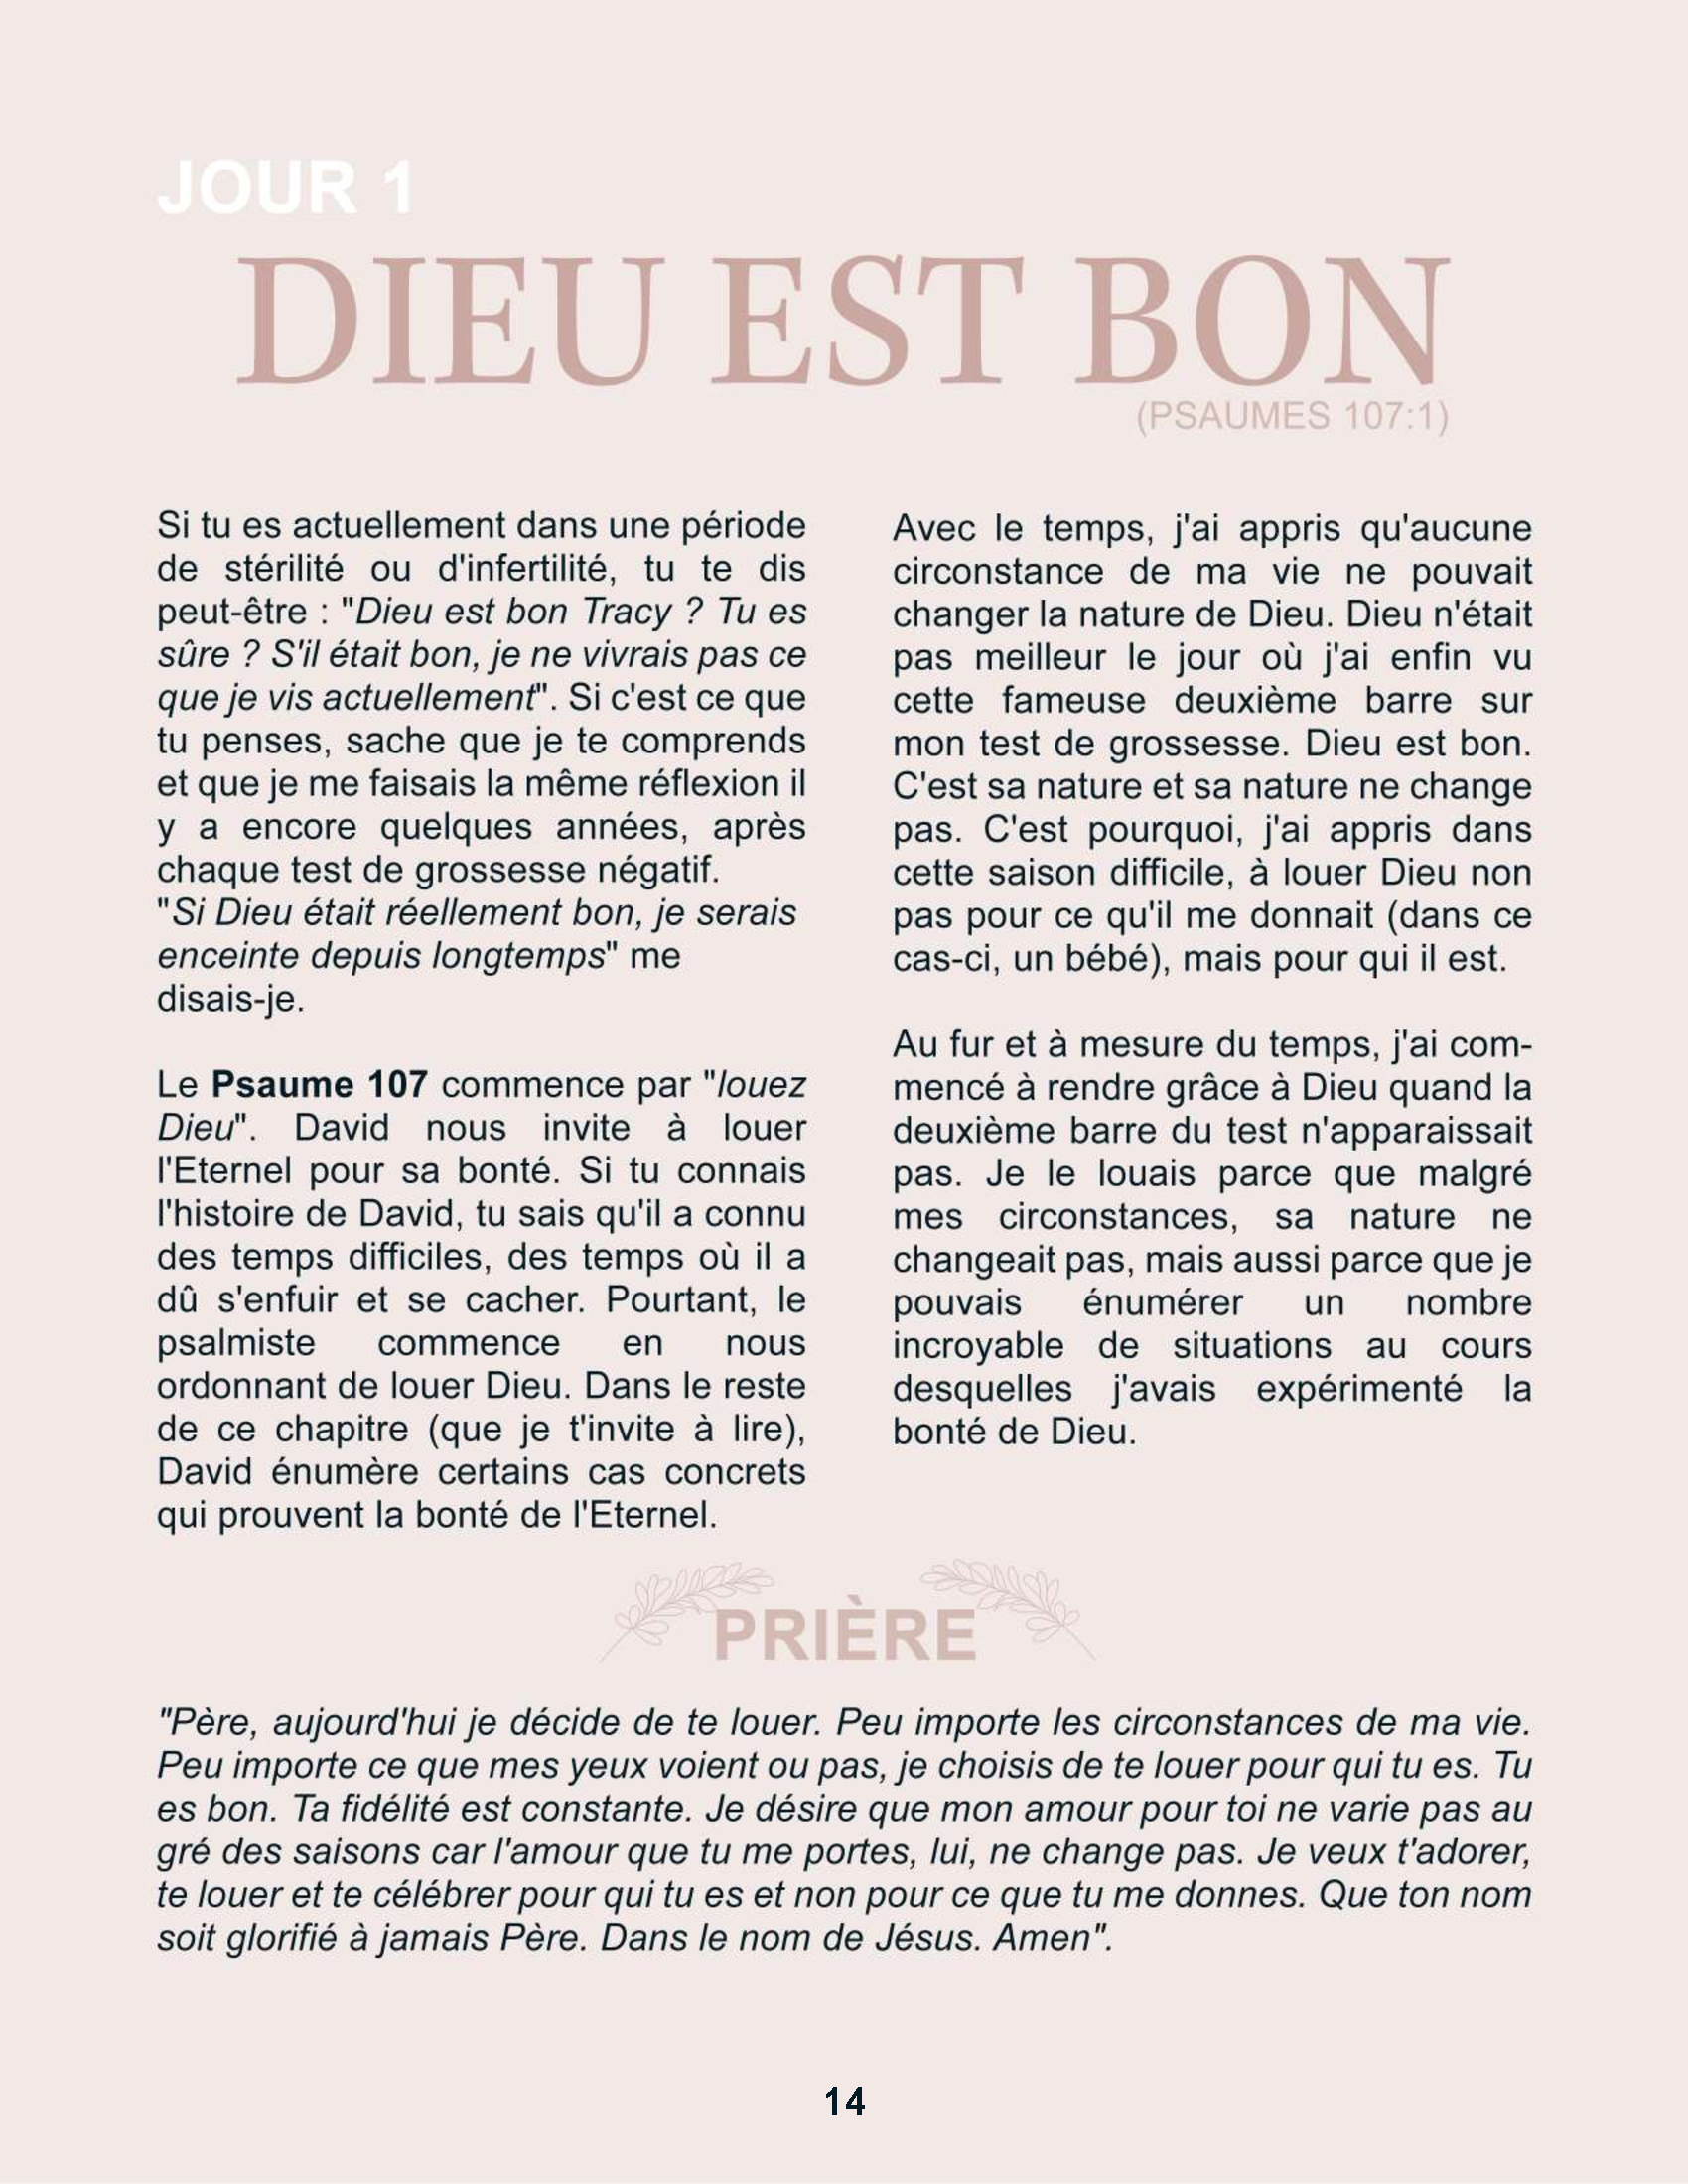 JOUR 1
DIEU EST BON
(PSAUMES 107:1)
Si tu es actuellement dans une période
de stérilité ou d'infertilité, tu te dis
peut-être : "Dieu est bon Tracy ? Tu es
sûre ? S'il était bon, je ne vivrais pas ce
que je vis actuellement". Si c'est ce que
tu penses, sache que je te comprends
et que je me faisais la même réflexion il
y a encore quelques années, après
chaque test de grossesse négatif.
"Si Dieu était réellement bon, je serais
enceinte depuis longtemps" me
disais-je.
Le Psaume 107 commence par "louez
Dieu". David nous invite à louer
l'Eternel pour sa bonté. Si tu connais
l'histoire de David, tu sais qu'il a connu
des temps difficiles, des temps où il a
dû s'enfuir et se cacher. Pourtant, le
psalmiste commence en nous
ordonnant de louer Dieu. Dans le reste
de ce chapitre (que je t'invite à lire),
David énumère certains cas concrets
qui prouvent la bonté de l'Eternel.
Avec le temps, j'ai appris qu'aucune
circonstance de ma vie ne pouvait
changer la nature de Dieu. Dieu n'était
pas meilleur le jour où j'ai enfin vu
cette fameuse deuxième barre sur
mon test de grossesse. Dieu est bon.
C'est sa nature et sa nature ne change
pas. C'est pourquoi, j'ai appris dans
cette saison difficile, à louer Dieu non
pas pour ce qu'il me donnait (dans ce
cas-ci, un bébé), mais pour qui il est.
Au fur et à mesure du temps, j'ai com-
mencé à rendre grâce à Dieu quand la
deuxième barre du test n'apparaissait
pas. Je le louais parce que malgré
mes circonstances, sa nature ne
changeait pas, mais aussi parce que je
pouvais énumérer un nombre
incroyable de situations au cours
desquelles j'avais expérimenté la
bonté de Dieu.
PRIÈRE
"Père, aujourd'hui je décide de te louer. Peu importe les circonstances de ma vie.
Peu importe ce que mes yeux voient ou pas, je choisis de te louer pour qui tu es. Tu
es bon. Ta fidélité est constante. Je désire que mon amour pour toi ne varie pas au
gré des saisons car l'amour que tu me portes, lui, ne change pas. Je veux t'adorer,
te louer et te célébrer pour qui tu es et non pour ce que tu me donnes. Que ton nom
soit glorifié à jamais Père. Dans le nom de Jésus. Amen".
14